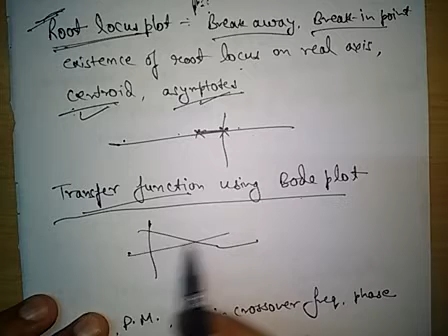 Root locus plot :- Break away, Break-in point
existence of root locus on real axis,
centroid, asymptotes
Transfer function using Bode plot
P.M. crossover freq. phase